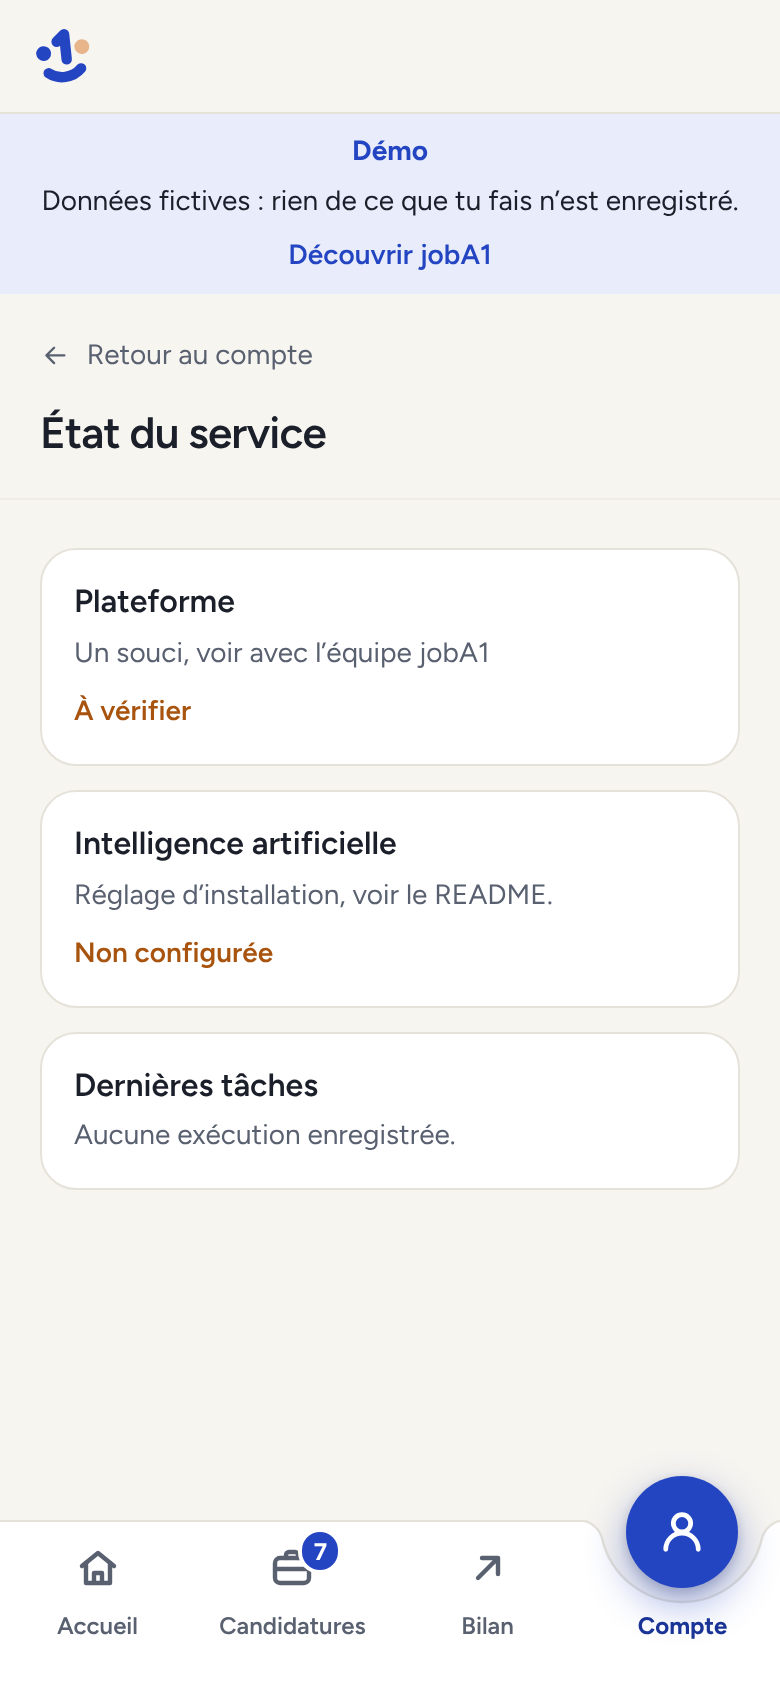 Démo
Données fictives : rien de ce que tu fais n’est enregistré.
Découvrir jobA1
← Retour au compte
État du service
Plateforme
Un souci, voir avec l’équipe jobA1
À vérifier
Intelligence artificielle
Réglage d’installation, voir le README.
Non configurée
Dernières tâches
Aucune exécution enregistrée.
7
Accueil
Candidatures
Bilan
Compte